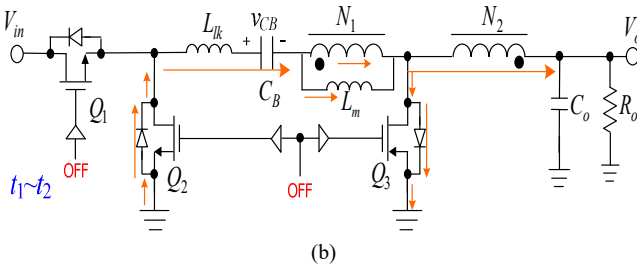 V_in
L_lk
+ v_CB -
N_1
N_2
V_o
Q_1
C_B
L_m
C_o
R_o
OFF
Q_2
Q_3
t_1~t_2
OFF
(b)